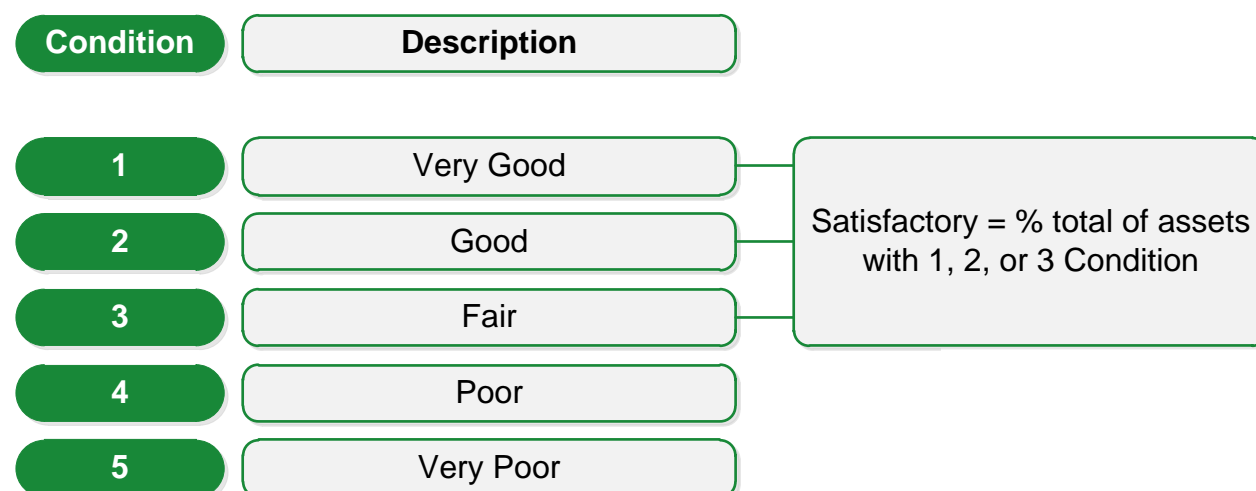 Condition Description
1 Very Good
2 Good
3 Fair
4 Poor
5 Very Poor
Satisfactory = % total of assets
with 1, 2, or 3 Condition